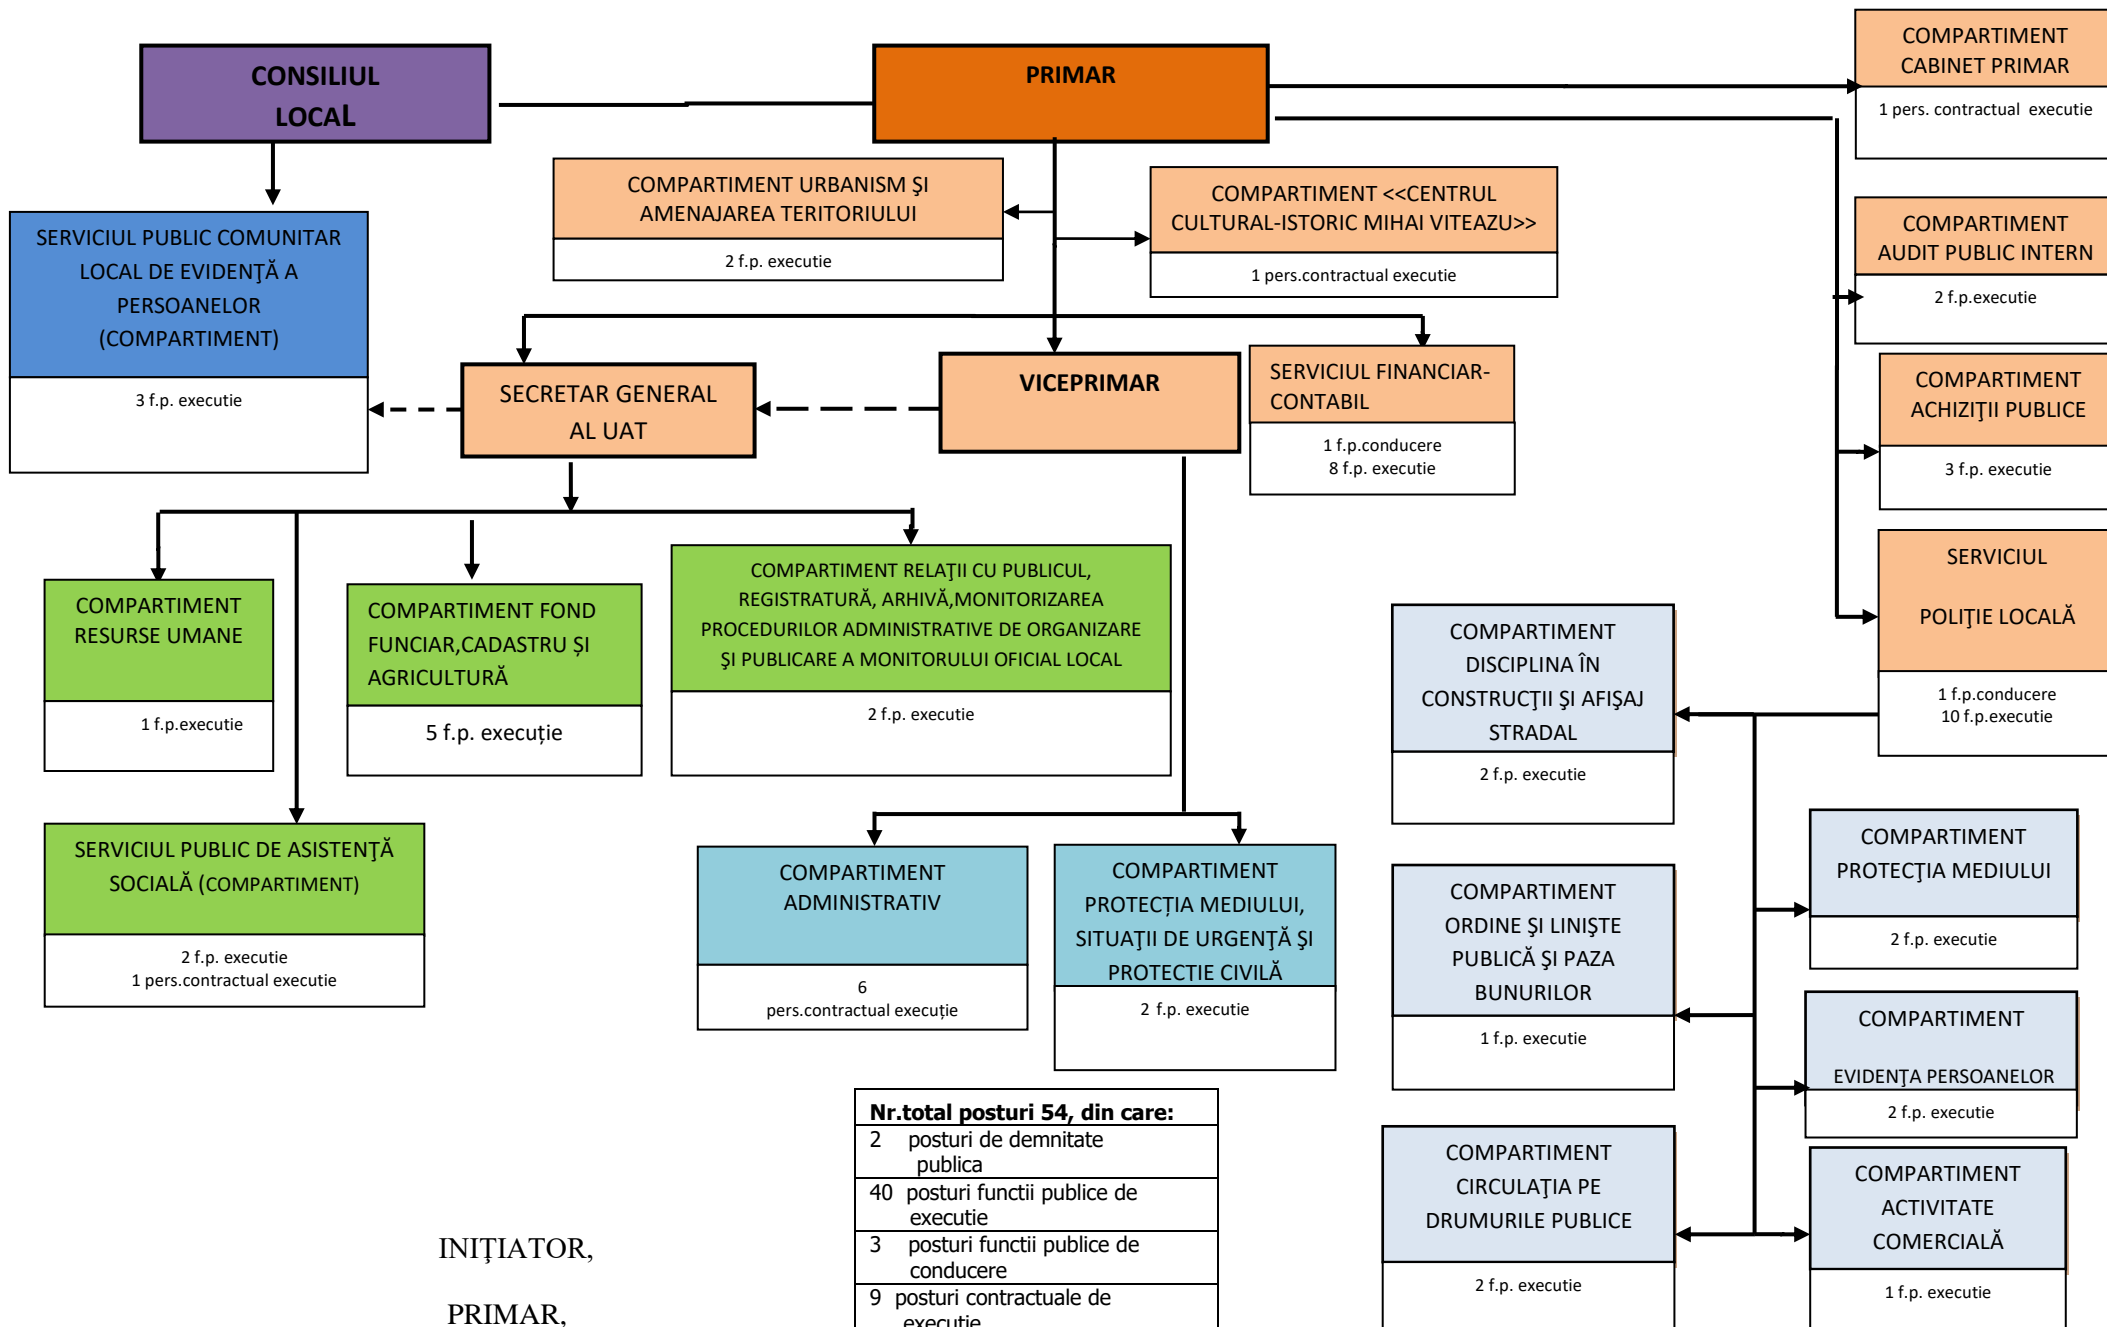 CONSILIUL
LOCAL
PRIMAR
COMPARTIMENT
CABINET PRIMAR
1 pers. contractual executie
COMPARTIMENT URBANISM ŞI
AMENAJAREA TERITORIULUI
2 f.p. executie
COMPARTIMENT <<CENTRUL
CULTURAL-ISTORIC MIHAI VITEAZU>>
1 pers.contractual executie
COMPARTIMENT
AUDIT PUBLIC INTERN
2 f.p.executie
SERVICIUL PUBLIC COMUNITAR
LOCAL DE EVIDENŢĂ A
PERSOANELOR
(COMPARTIMENT)
3 f.p. executie
SECRETAR GENERAL
AL UAT
VICEPRIMAR
SERVICIUL FINANCIAR-
CONTABIL
1 f.p.conducere
8 f.p. executie
COMPARTIMENT
ACHIZIŢII PUBLICE
3 f.p. executie
SERVICIUL
POLIŢIE LOCALĂ
1 f.p.conducere
10 f.p.executie
COMPARTIMENT
RESURSE UMANE
1 f.p.executie
COMPARTIMENT FOND
FUNCIAR,CADASTRU ȘI
AGRICULTURĂ
5 f.p. execuție
COMPARTIMENT RELAŢII CU PUBLICUL,
REGISTRATURĂ, ARHIVĂ,MONITORIZAREA
PROCEDURILOR ADMINISTRATIVE DE ORGANIZARE
ŞI PUBLICARE A MONITORULUI OFICIAL LOCAL
2 f.p. executie
COMPARTIMENT
DISCIPLINA ÎN
CONSTRUCŢII ŞI AFIŞAJ
STRADAL
2 f.p. executie
SERVICIUL PUBLIC DE ASISTENŢĂ
SOCIALĂ (COMPARTIMENT)
2 f.p. executie
1 pers.contractual executie
COMPARTIMENT
ADMINISTRATIV
6
pers.contractual execuție
COMPARTIMENT
PROTECȚIA MEDIULUI,
SITUAŢII DE URGENŢĂ ŞI
PROTECŢIE CIVILĂ
2 f.p. executie
COMPARTIMENT
PROTECŢIA MEDIULUI
2 f.p. executie
COMPARTIMENT
ORDINE ŞI LINIŞTE
PUBLICĂ ŞI PAZA
BUNURILOR
1 f.p. executie
COMPARTIMENT
EVIDENŢA PERSOANELOR
2 f.p. executie
COMPARTIMENT
CIRCULAŢIA PE
DRUMURILE PUBLICE
2 f.p. executie
COMPARTIMENT
ACTIVITATE
COMERCIALĂ
1 f.p. executie
Nr.total posturi 54, din care:
2 posturi de demnitate
publica
40 posturi functii publice de
executie
3 posturi functii publice de
conducere
9 posturi contractuale de
executie
INIŢIATOR,
PRIMAR,